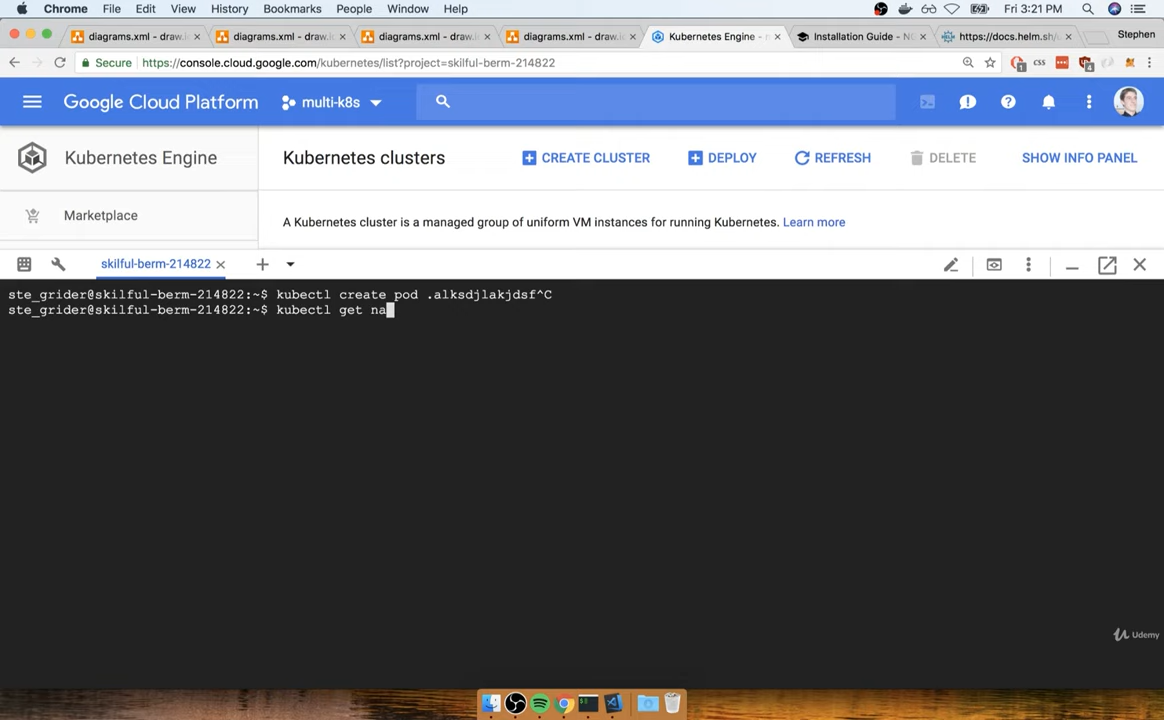 Chrome File Edit View History Bookmarks People Window Help Fri 3:21 PM
diagrams.xml - draw.i diagrams.xml - draw.i diagrams.xml - draw.i diagrams.xml - draw.i Kubernetes Engine - Installation Guide - NG https://docs.helm.sh/ Stephen
Secure https://console.cloud.google.com/kubernetes/list?project=skilful-berm-214822
Google Cloud Platform multi-k8s
Kubernetes Engine Kubernetes clusters CREATE CLUSTER DEPLOY REFRESH DELETE SHOW INFO PANEL
Marketplace A Kubernetes cluster is a managed group of uniform VM instances for running Kubernetes. Learn more
skilful-berm-214822
ste_grider@skilful-berm-214822:~$ kubectl create pod .alksdjlakjdsf^C
ste_grider@skilful-berm-214822:~$ kubectl get na
Udemy